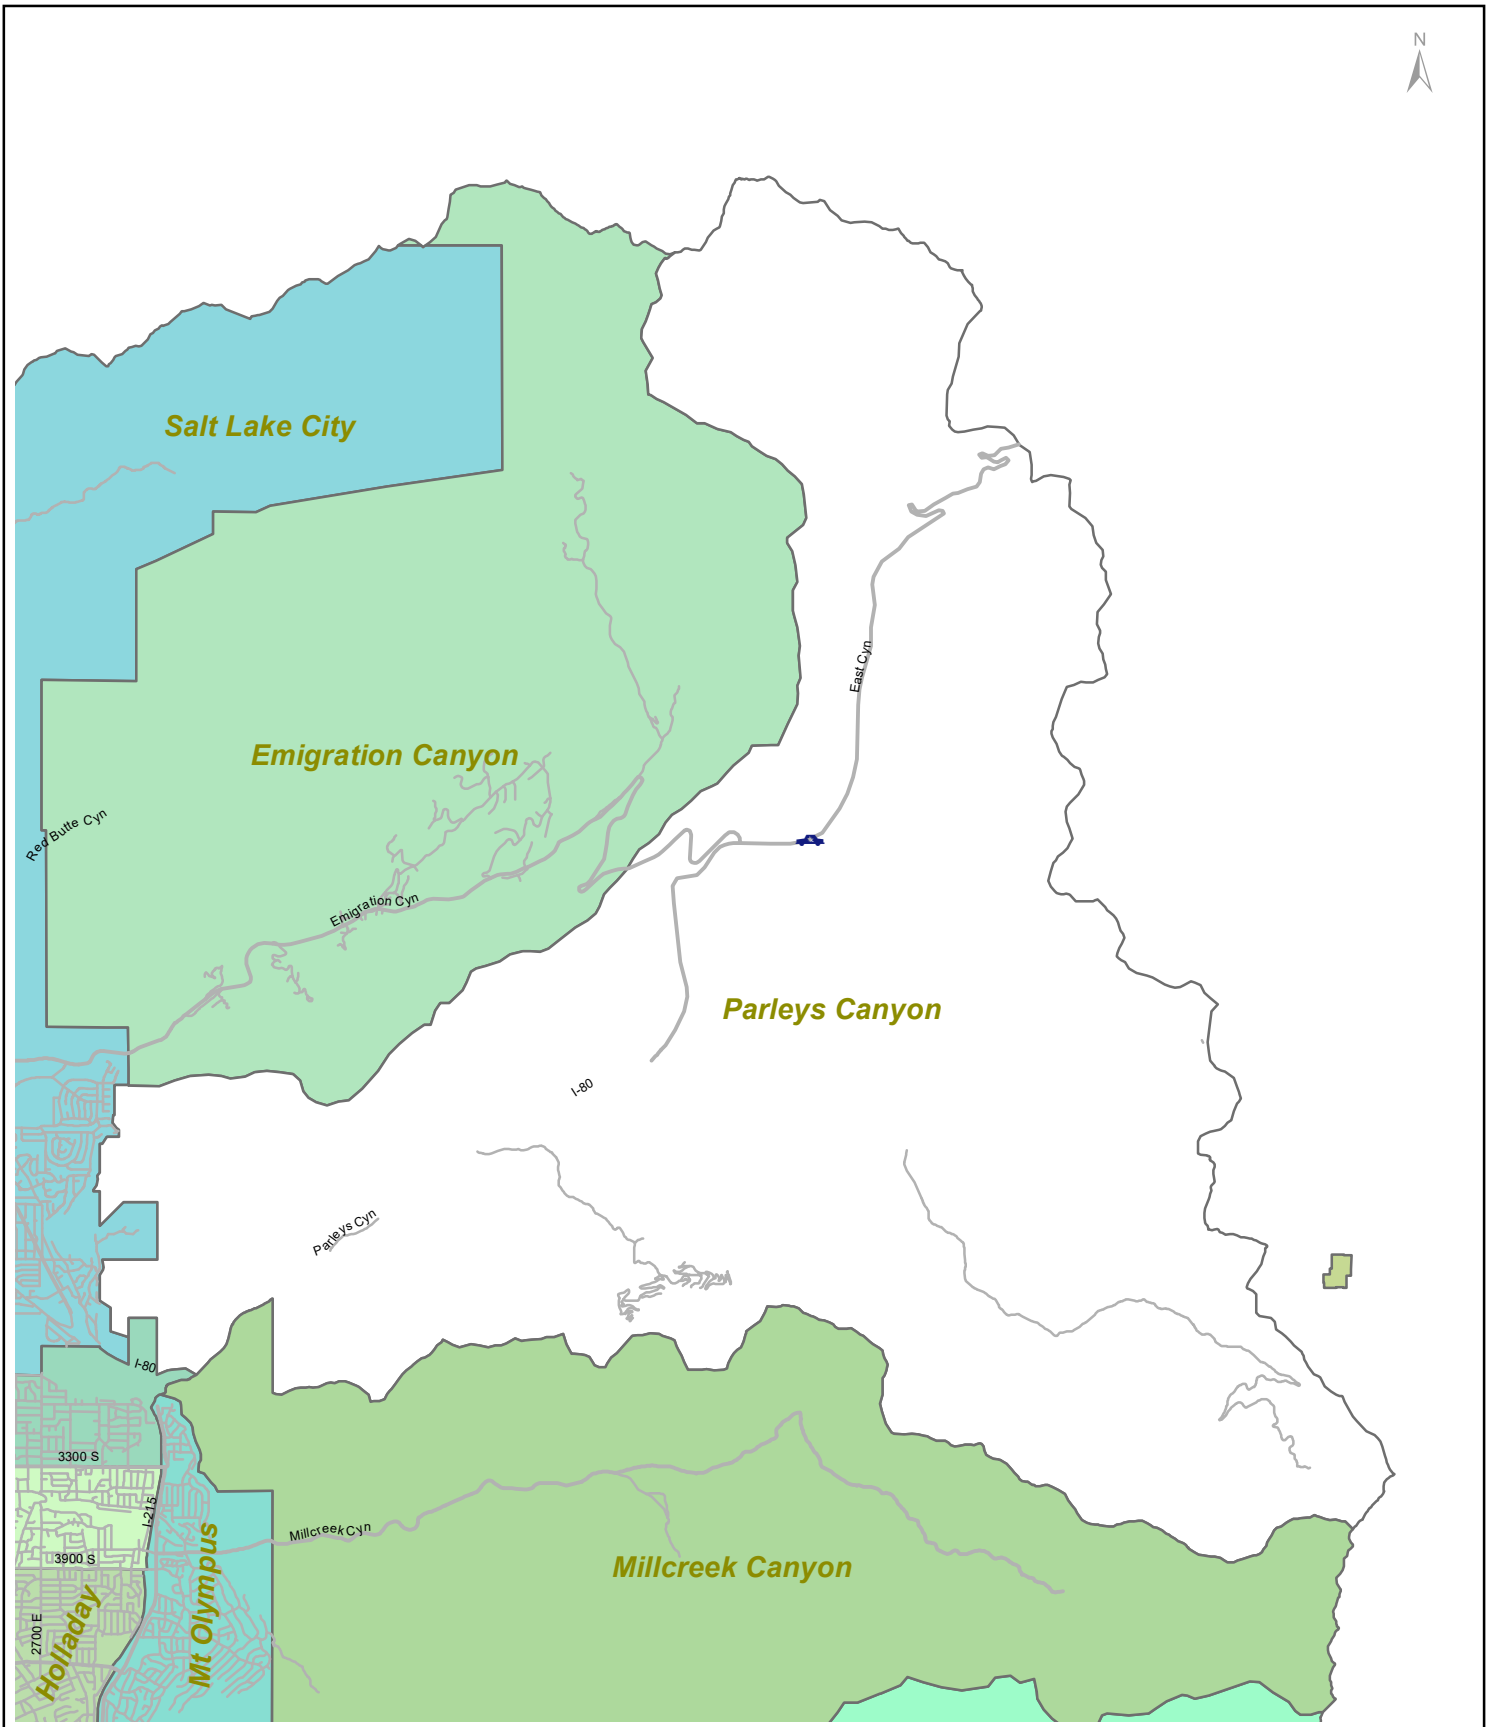 N
Salt Lake City
East Cyn
Emigration Canyon
Red Butte Cyn
Emigration Cyn
Parleys Canyon
I-80
Parleys Cyn
I-80
3300 S
I-215
Millcreek Cyn
3900 S
Millcreek Canyon
Mt Olympus
Holladay
2700 E